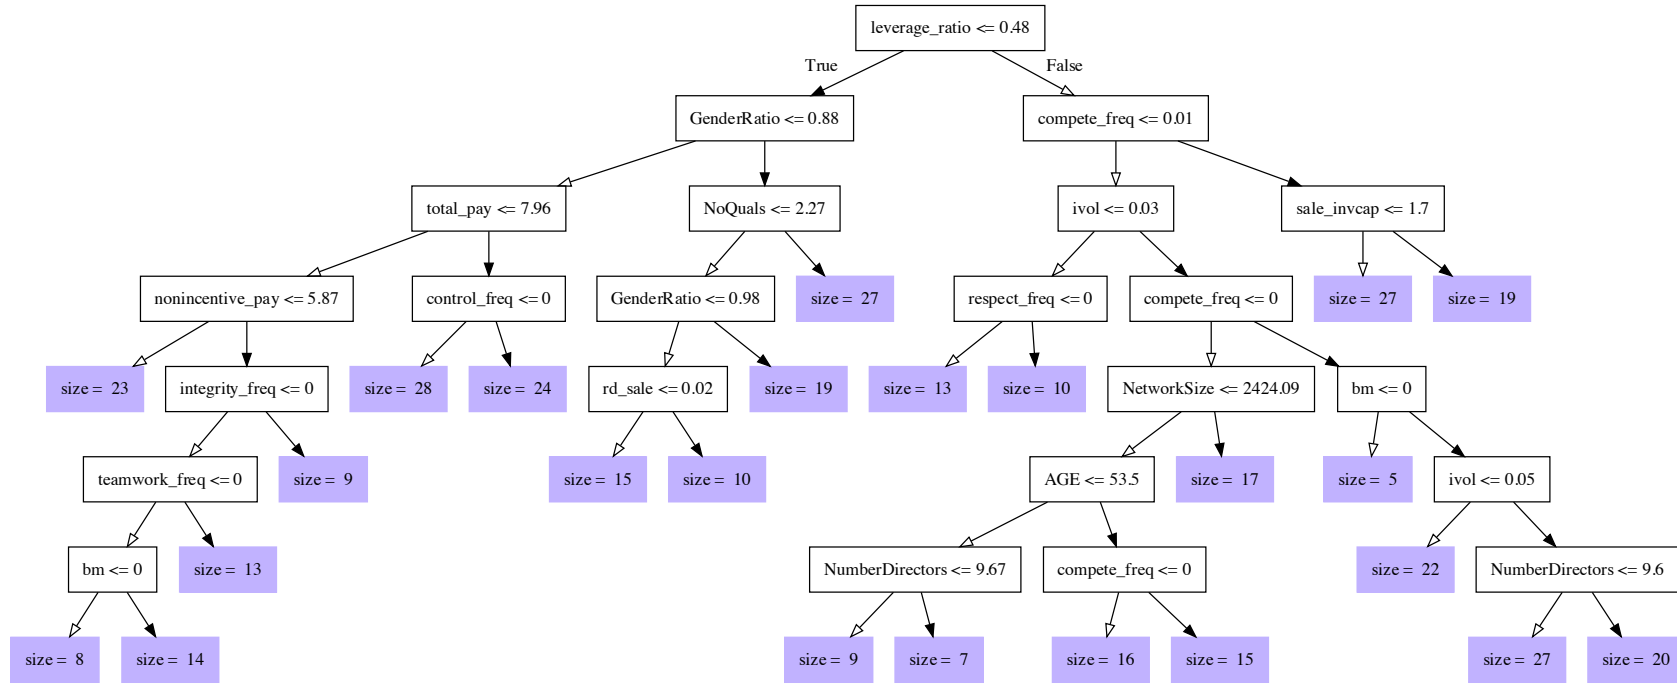 leverage_ratio <= 0.48
True
False
GenderRatio <= 0.88
compete_freq <= 0.01
total_pay <= 7.96
NoQuals <= 2.27
ivol <= 0.03
sale_invcap <= 1.7
nonincentive_pay <= 5.87
control_freq <= 0
GenderRatio <= 0.98
size = 27
respect_freq <= 0
compete_freq <= 0
size = 27
size = 19
size = 23
integrity_freq <= 0
size = 28
size = 24
rd_sale <= 0.02
size = 19
size = 13
size = 10
NetworkSize <= 2424.09
bm <= 0
teamwork_freq <= 0
size = 9
size = 15
size = 10
AGE <= 53.5
size = 17
size = 5
ivol <= 0.05
bm <= 0
size = 13
NumberDirectors <= 9.67
compete_freq <= 0
size = 22
NumberDirectors <= 9.6
size = 8
size = 14
size = 9
size = 7
size = 16
size = 15
size = 27
size = 20